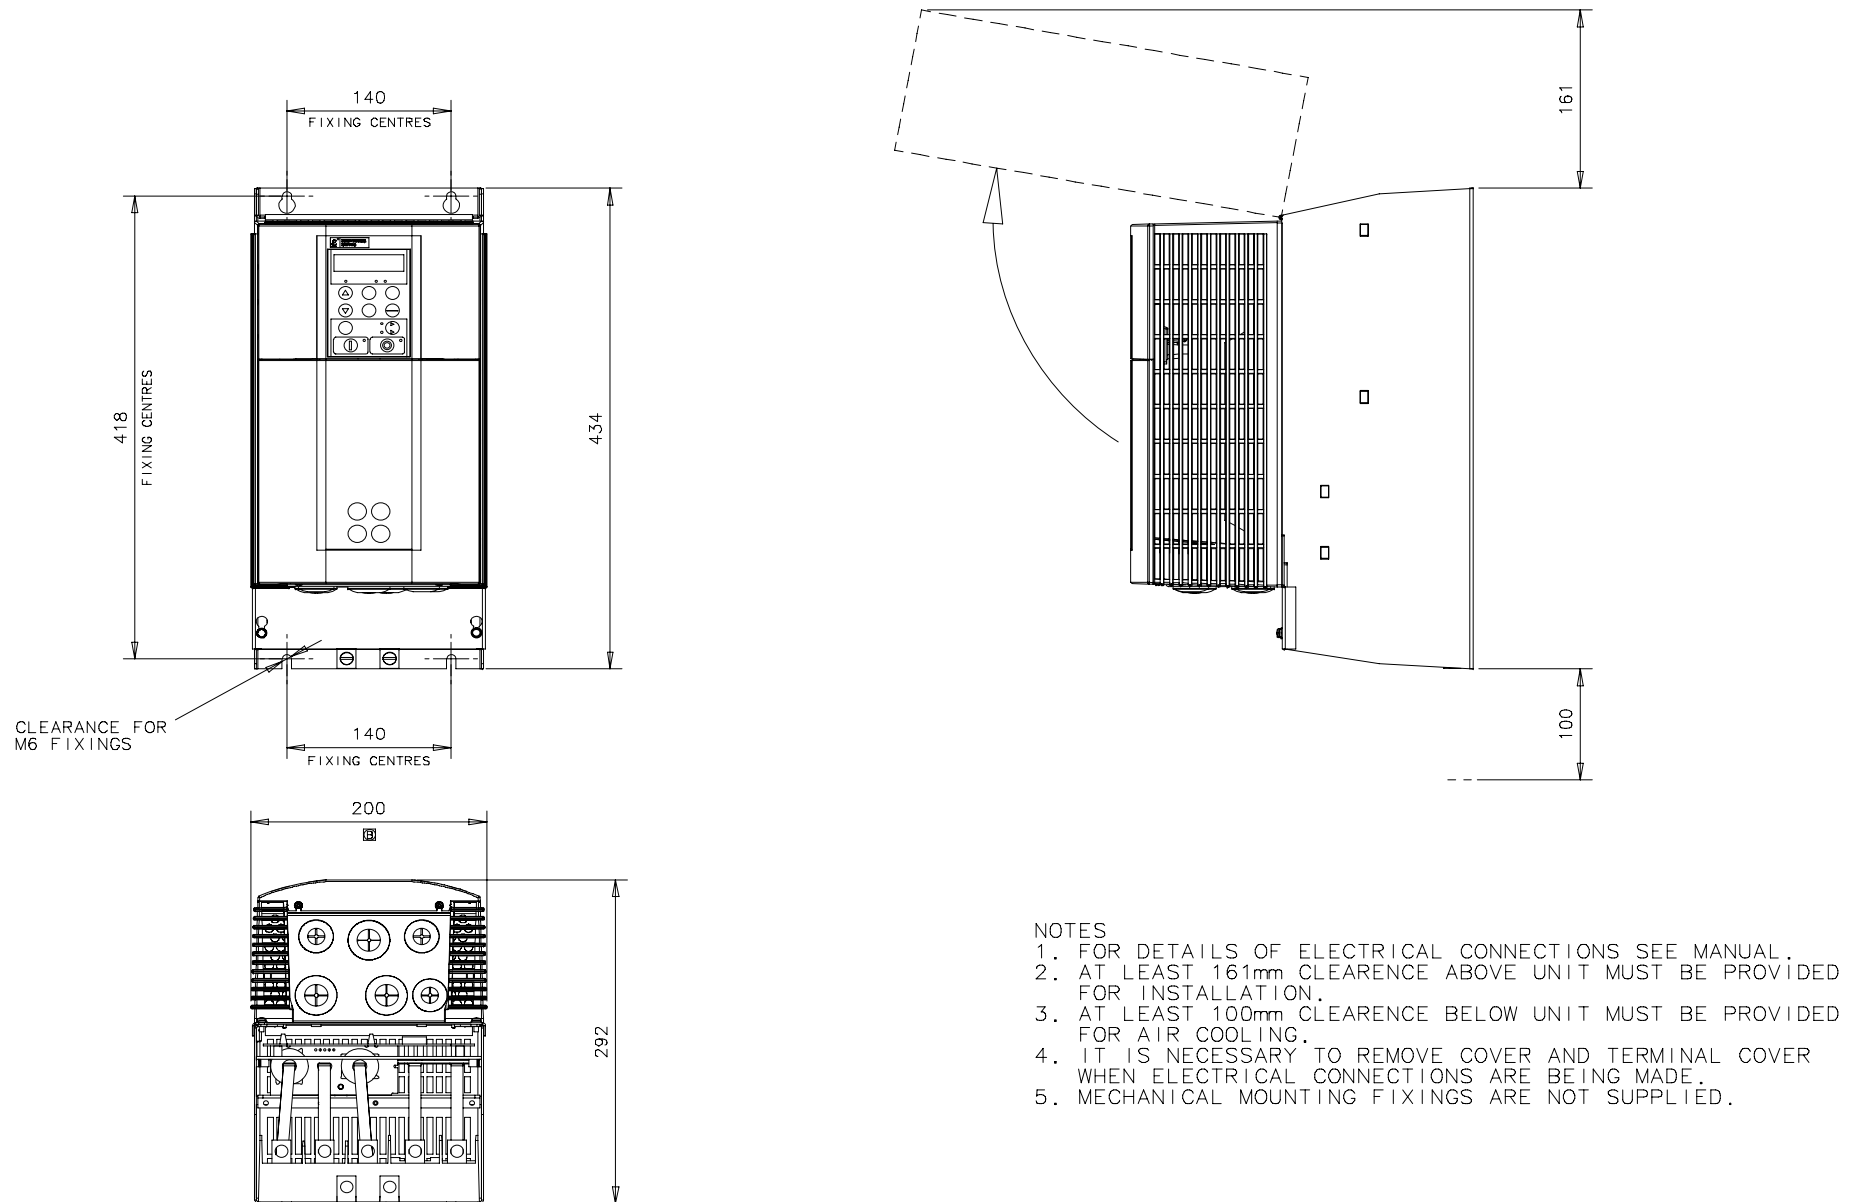 140
FIXING CENTRES
161
418
FIXING CENTRES
434
CLEARANCE FOR
M6 FIXINGS
140
FIXING CENTRES
100
200
B
292
NOTES
1. FOR DETAILS OF ELECTRICAL CONNECTIONS SEE MANUAL.
2. AT LEAST 161mm CLEARENCE ABOVE UNIT MUST BE PROVIDED
FOR INSTALLATION.
3. AT LEAST 100mm CLEARENCE BELOW UNIT MUST BE PROVIDED
FOR AIR COOLING.
4. IT IS NECESSARY TO REMOVE COVER AND TERMINAL COVER
WHEN ELECTRICAL CONNECTIONS ARE BEING MADE.
5. MECHANICAL MOUNTING FIXINGS ARE NOT SUPPLIED.